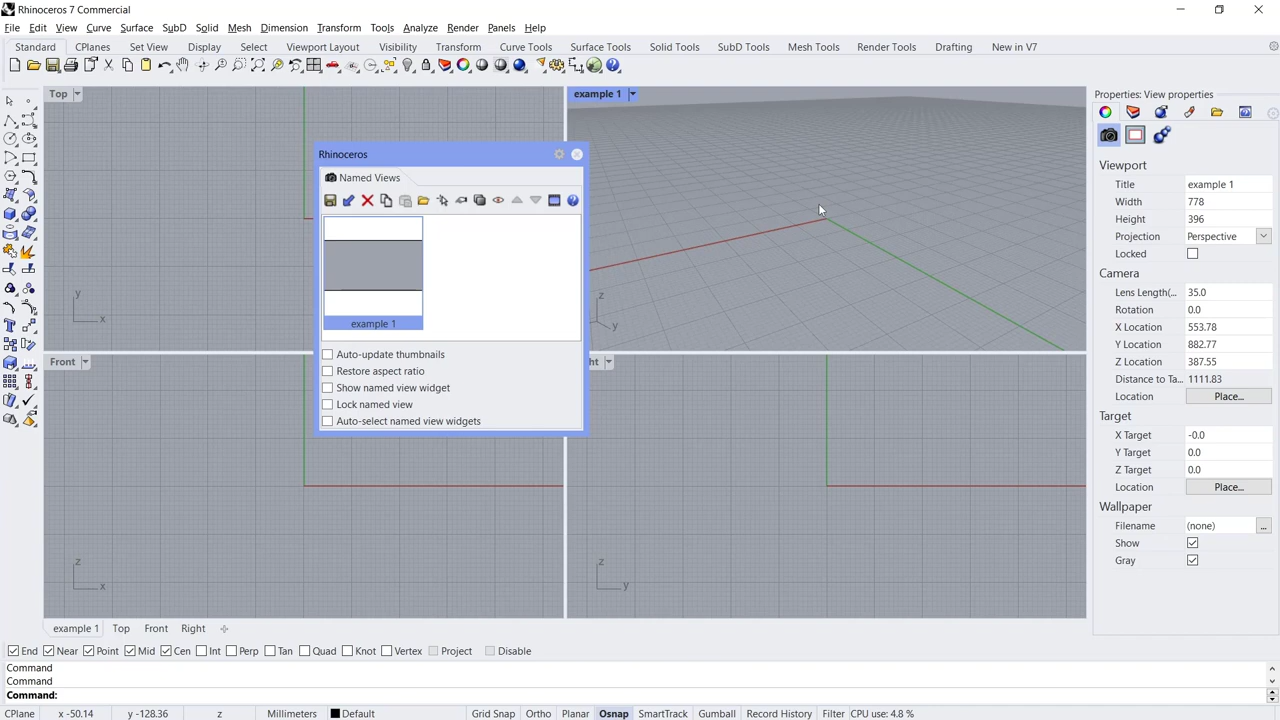 Rhinoceros 7 Commercial
File Edit View Curve Surface SubD Solid Mesh Dimension Transform Tools Analyze Render Panels Help
Standard CPlanes Set View Display Select Viewport Layout Visibility Transform Curve Tools Surface Tools Solid Tools SubD Tools Mesh Tools Render Tools Drafting New in V7
Top
example 1
Properties: View properties
Rhinoceros
Named Views
example 1
Auto-update thumbnails
Restore aspect ratio
Show named view widget
Lock named view
Auto-select named view widgets
y
x
z
y
Front
ht
z
x
z
y
Viewport
Title example 1
Width 778
Height 396
Projection Perspective
Locked
Camera
Lens Length(... 35.0
Rotation 0.0
X Location 553.78
Y Location 882.77
Z Location 387.55
Distance to Ta... 1111.83
Location Place...
Target
X Target -0.0
Y Target 0.0
Z Target 0.0
Location Place...
Wallpaper
Filename (none) ...
Show
Gray
example 1 Top Front Right
End Near Point Mid Cen Int Perp Tan Quad Knot Vertex Project Disable
Command
Command
Command:
CPlane x -50.14 y -128.36 z Millimeters Default Grid Snap Ortho Planar Osnap SmartTrack Gumball Record History Filter CPU use: 4.8 %